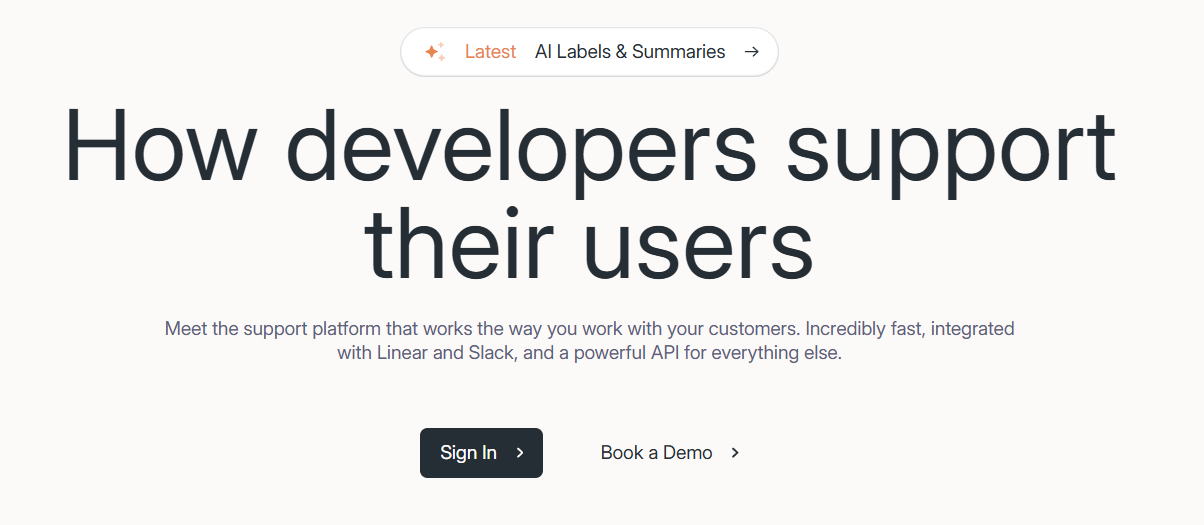 Latest AI Labels & Summaries
How developers support
their users
Meet the support platform that works the way you work with your customers. Incredibly fast, integrated
with Linear and Slack, and a powerful API for everything else.
Sign In
Book a Demo